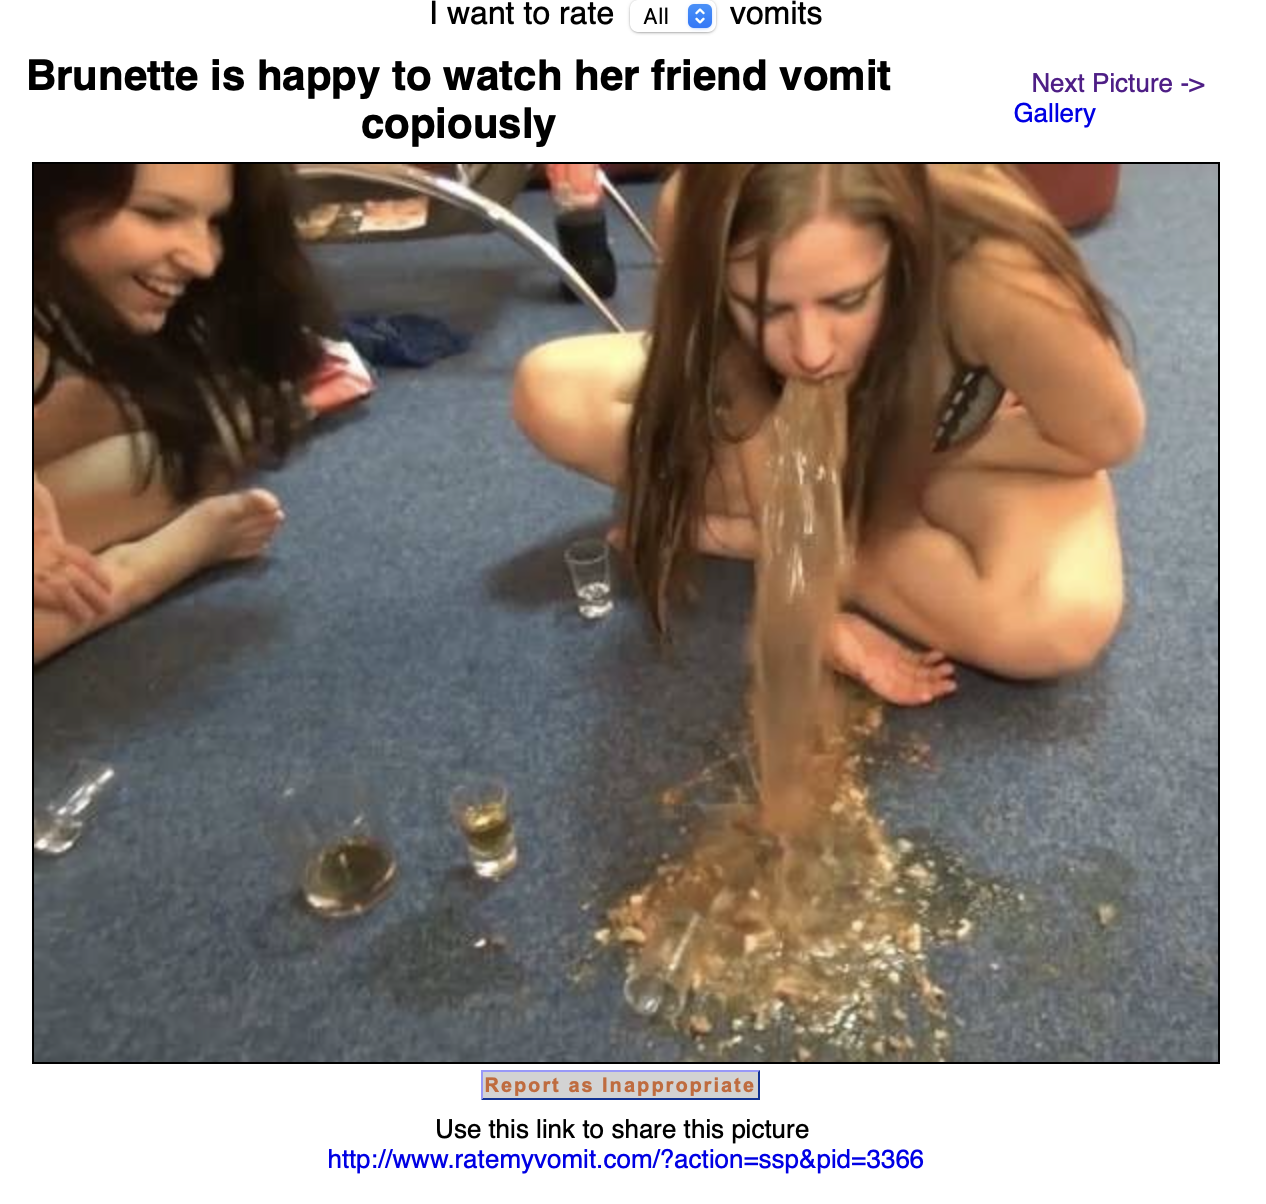 I want to rate All vomits
Brunette is happy to watch her friend vomit
copiously
Next Picture ->
Gallery
Report as Inappropriate
Use this link to share this picture
http://www.ratemyvomit.com/?action=ssp&pid=3366